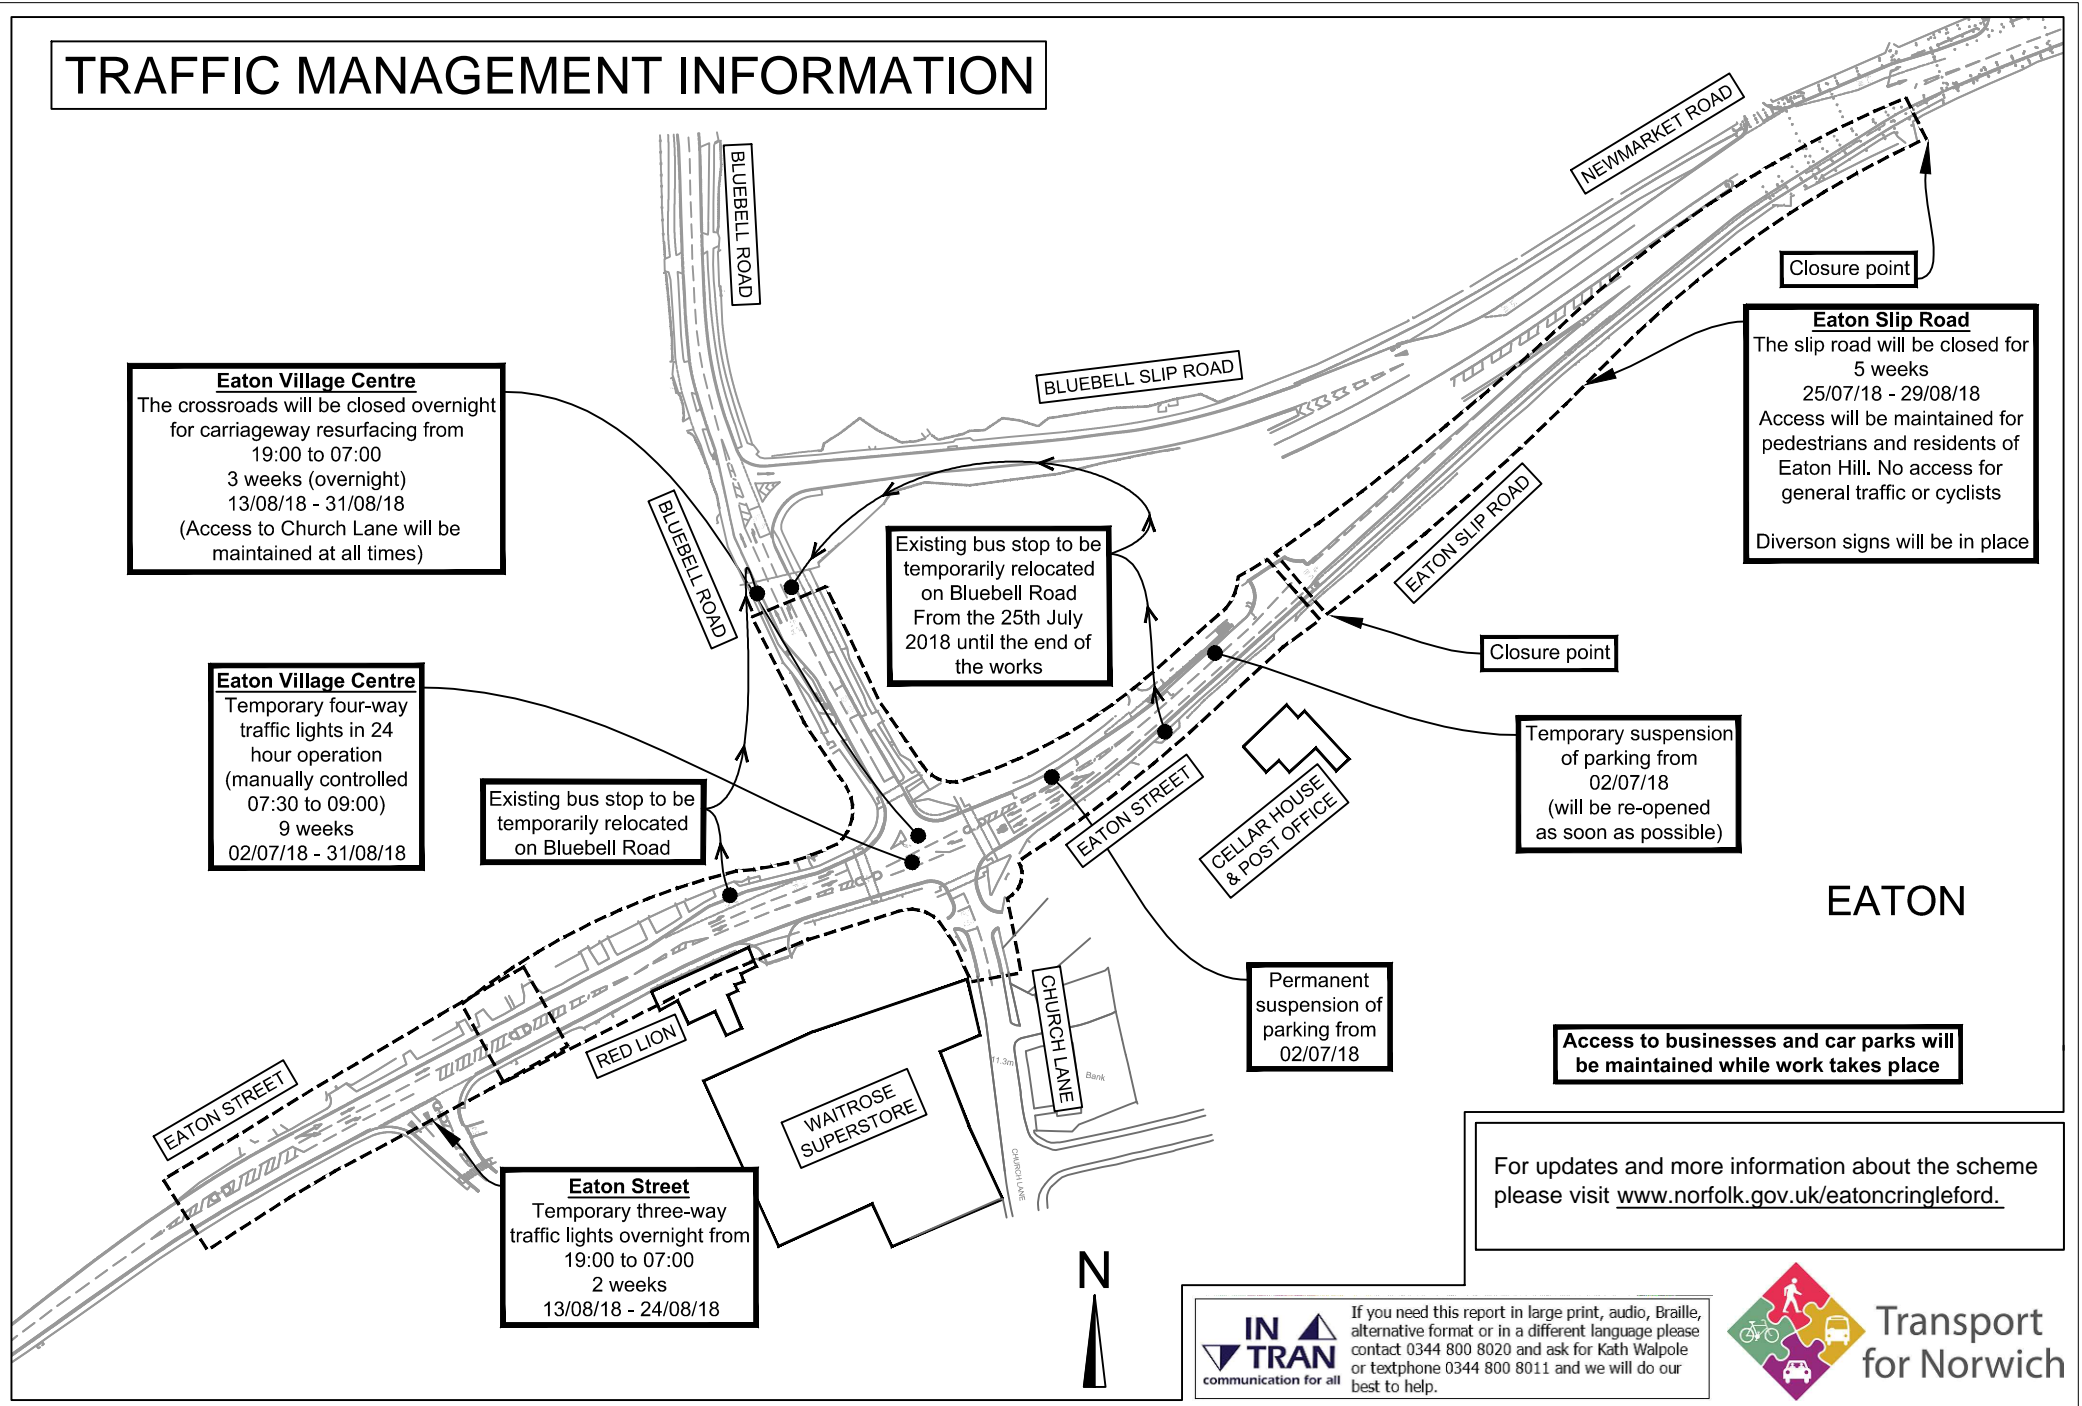 TRAFFIC MANAGEMENT INFORMATION
BLUEBELL ROAD
NEWMARKET ROAD
Closure point
BLUEBELL SLIP ROAD
Eaton Slip Road
The slip road will be closed for
5 weeks
25/07/18 - 29/08/18
Access will be maintained for
pedestrians and residents of
Eaton Hill. No access for
general traffic or cyclists
Diverson signs will be in place
Eaton Village Centre
The crossroads will be closed overnight
for carriageway resurfacing from
19:00 to 07:00
3 weeks (overnight)
13/08/18 - 31/08/18
(Access to Church Lane will be
maintained at all times)
BLUEBELL ROAD
EATON SLIP ROAD
Existing bus stop to be
temporarily relocated
on Bluebell Road
From the 25th July
2018 until the end of
the works
Closure point
Eaton Village Centre
Temporary four-way
traffic lights in 24
hour operation
(manually controlled
07:30 to 09:00)
9 weeks
02/07/18 - 31/08/18
Existing bus stop to be
temporarily relocated
on Bluebell Road
Temporary suspension
of parking from
02/07/18
(will be re-opened
as soon as possible)
EATON STREET
CELLAR HOUSE
& POST OFFICE
EATON
Permanent
suspension of
parking from
02/07/18
CHURCH LANE
RED LION
EATON STREET
WAITROSE
SUPERSTORE
11.3m
Bank
CHURCH LANE
Access to businesses and car parks will
be maintained while work takes place
Eaton Street
Temporary three-way
traffic lights overnight from
19:00 to 07:00
2 weeks
13/08/18 - 24/08/18
N
For updates and more information about the scheme
please visit www.norfolk.gov.uk/eatoncringleford.
IN
TRAN
communication for all
If you need this report in large print, audio, Braille,
alternative format or in a different language please
contact 0344 800 8020 and ask for Kath Walpole
or textphone 0344 800 8011 and we will do our
best to help.
Transport
for Norwich